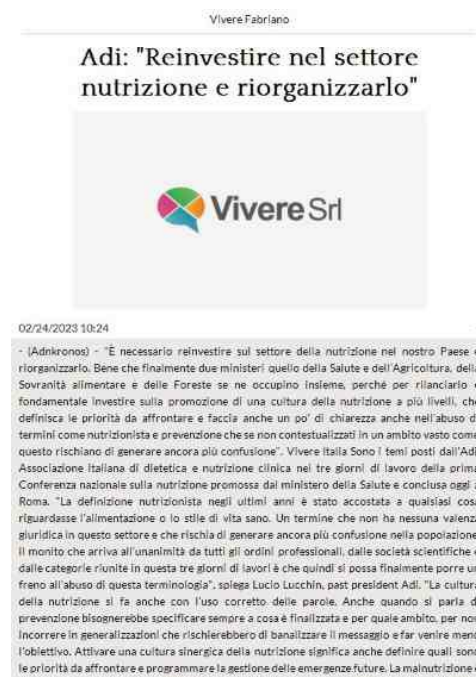 Vivere Fabriano
Adi: "Reinvestire nel settore
nutrizione e riorganizzarlo"
Vivere Srl
02/24/2023 10:24
- (Adnkronos) - "È necessario reinvestire sul settore della nutrizione nel nostro Paese e
riorganizzarlo. Bene che finalmente due ministeri quello della Salute e dell'Agricoltura, della
Sovranità alimentare e delle Foreste se ne occupino insieme, perché per rilanciarlo è
fondamentale investire sulla promozione di una cultura della nutrizione a più livelli, che
definisca le priorità da affrontare e faccia anche un po' di chiarezza anche nell'abuso di
termini come nutrizionista e prevenzione che se non contestualizzati in un ambito vasto come
questo rischiano di generare ancora più confusione". Vivere Italia Sono i temi posti dall'Adi,
Associazione italiana di dietetica e nutrizione clinica nei tre giorni di lavoro della prima
Conferenza nazionale sulla nutrizione promossa dal ministero della Salute e conclusa oggi a
Roma. "La definizione nutrizionista negli ultimi anni è stato accostata a qualsiasi cosa
riguardasse l'alimentazione o lo stile di vita sano. Un termine che non ha nessuna valenza
giuridica in questo settore e che rischia di generare ancora più confusione nella popolazione.
Il monito che arriva all'unanimità da tutti gli ordini professionali, dalle società scientifiche e
dalle categorie riunite in questa tre giorni di lavori è che quindi si possa finalmente porre un
freno all'abuso di questa terminologia", spiega Lucio Lucchin, past president Adi. "La cultura
della nutrizione si fa anche con l'uso corretto delle parole. Anche quando si parla di
prevenzione bisognerebbe specificare sempre a cosa è finalizzata e per quale ambito, per non
incorrere in generalizzazioni che rischierebbero di banalizzare il messaggio e far venire meno
l'obiettivo. Attivare una cultura sinergica della nutrizione significa anche definire quali sono
le priorità da affrontare e programmare la gestione delle emergenze future. La malnutrizione è